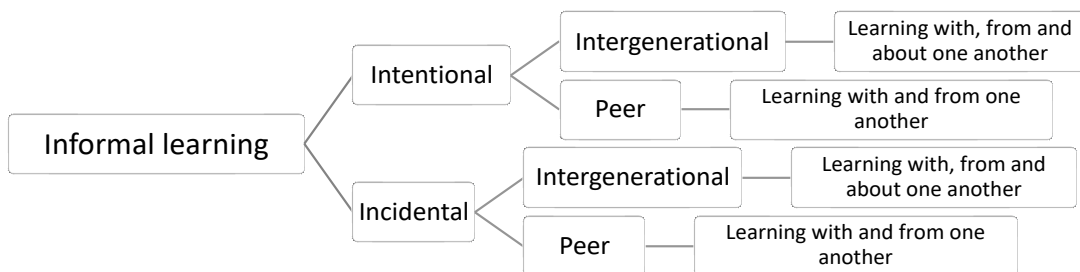 Informal learning
Intentional
Intergenerational
Learning with, from and
about one another
Peer
Learning with and from one
another
Incidental
Intergenerational
Learning with, from and
about one another
Peer
Learning with and from one
another